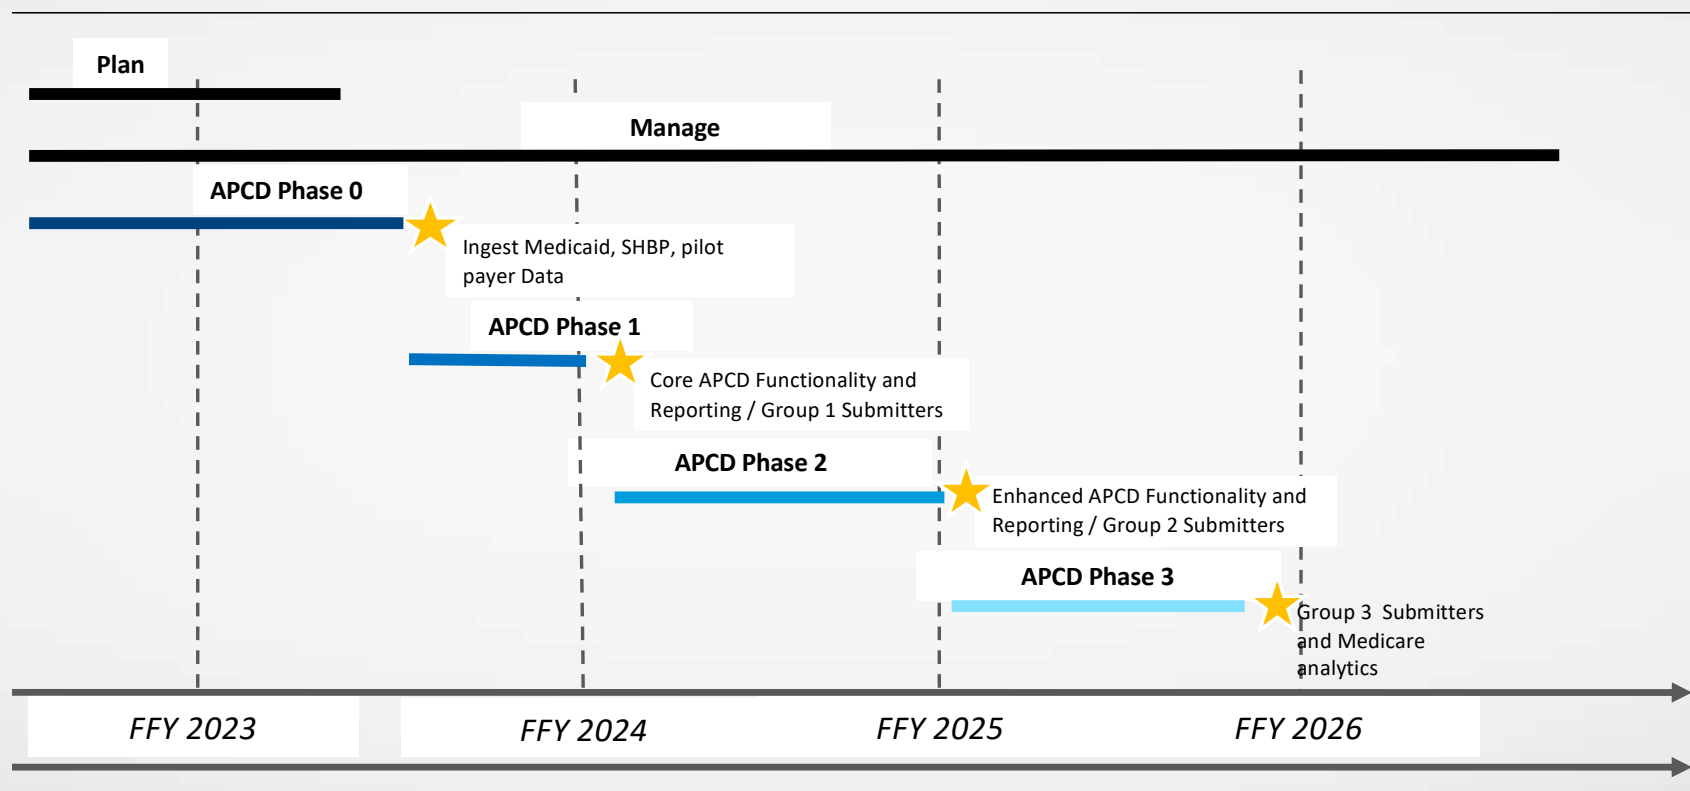 Plan
Manage
APCD Phase 0
Ingest Medicaid, SHBP, pilot
payer Data
APCD Phase 1
Core APCD Functionality and
Reporting / Group 1 Submitters
APCD Phase 2
Enhanced APCD Functionality and
Reporting / Group 2 Submitters
APCD Phase 3
Group 3 Submitters
and Medicare
analytics
FFY 2023
FFY 2024
FFY 2025
FFY 2026